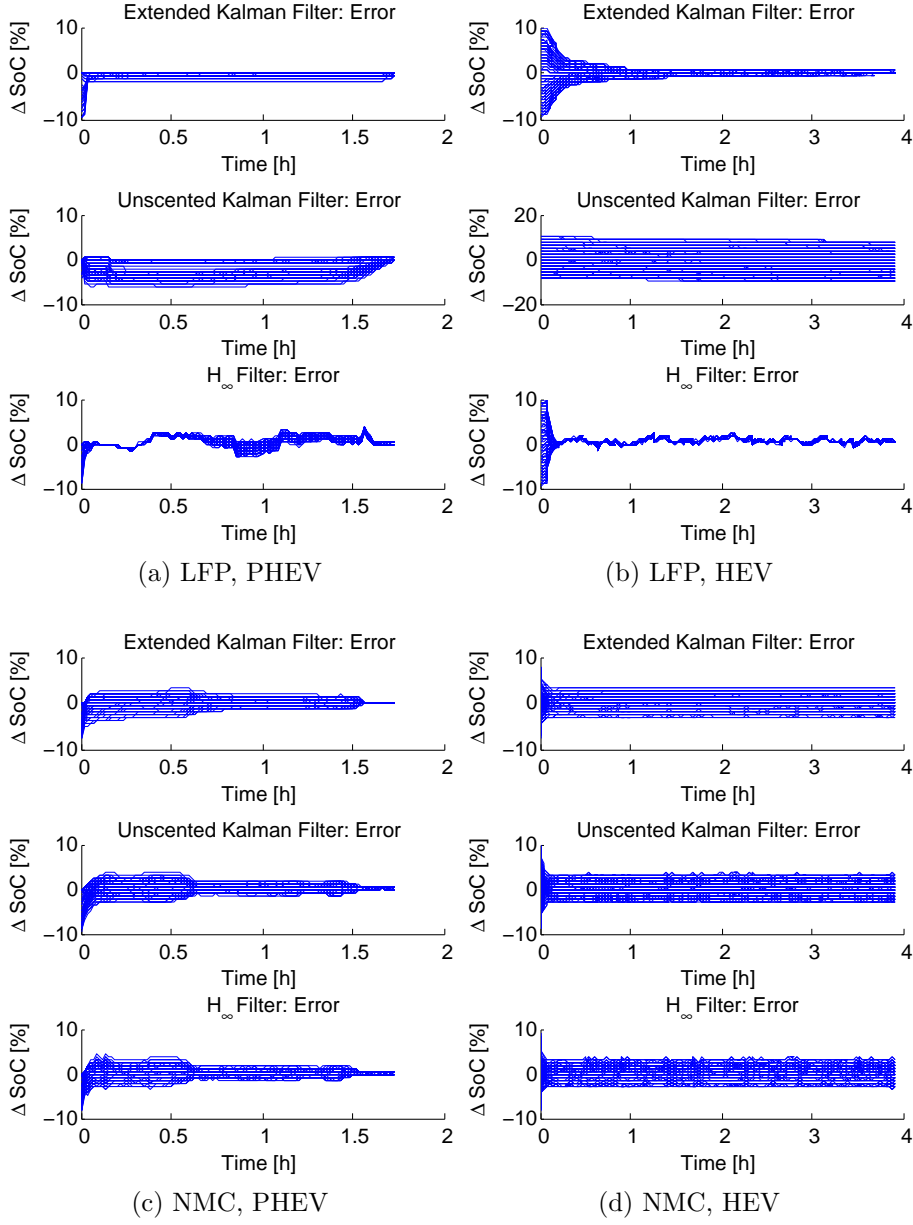 Extended Kalman Filter: Error
10
0
−10
Δ SoC [%]
0 0.5 1 1.5 2
Time [h]
Unscented Kalman Filter: Error
10
0
−10
Δ SoC [%]
0 0.5 1 1.5 2
Time [h]
H∞ Filter: Error
10
0
−10
Δ SoC [%]
0 0.5 1 1.5 2
Time [h]
(a) LFP, PHEV
Extended Kalman Filter: Error
10
0
−10
Δ SoC [%]
0 1 2 3 4
Time [h]
Unscented Kalman Filter: Error
20
0
−20
Δ SoC [%]
0 1 2 3 4
Time [h]
H∞ Filter: Error
10
0
−10
Δ SoC [%]
0 1 2 3 4
Time [h]
(b) LFP, HEV
Extended Kalman Filter: Error
10
0
−10
Δ SoC [%]
0 0.5 1 1.5 2
Time [h]
Unscented Kalman Filter: Error
10
0
−10
Δ SoC [%]
0 0.5 1 1.5 2
Time [h]
H∞ Filter: Error
10
0
−10
Δ SoC [%]
0 0.5 1 1.5 2
Time [h]
(c) NMC, PHEV
Extended Kalman Filter: Error
10
0
−10
Δ SoC [%]
0 1 2 3 4
Time [h]
Unscented Kalman Filter: Error
10
0
−10
Δ SoC [%]
0 1 2 3 4
Time [h]
H∞ Filter: Error
10
0
−10
Δ SoC [%]
0 1 2 3 4
Time [h]
(d) NMC, HEV